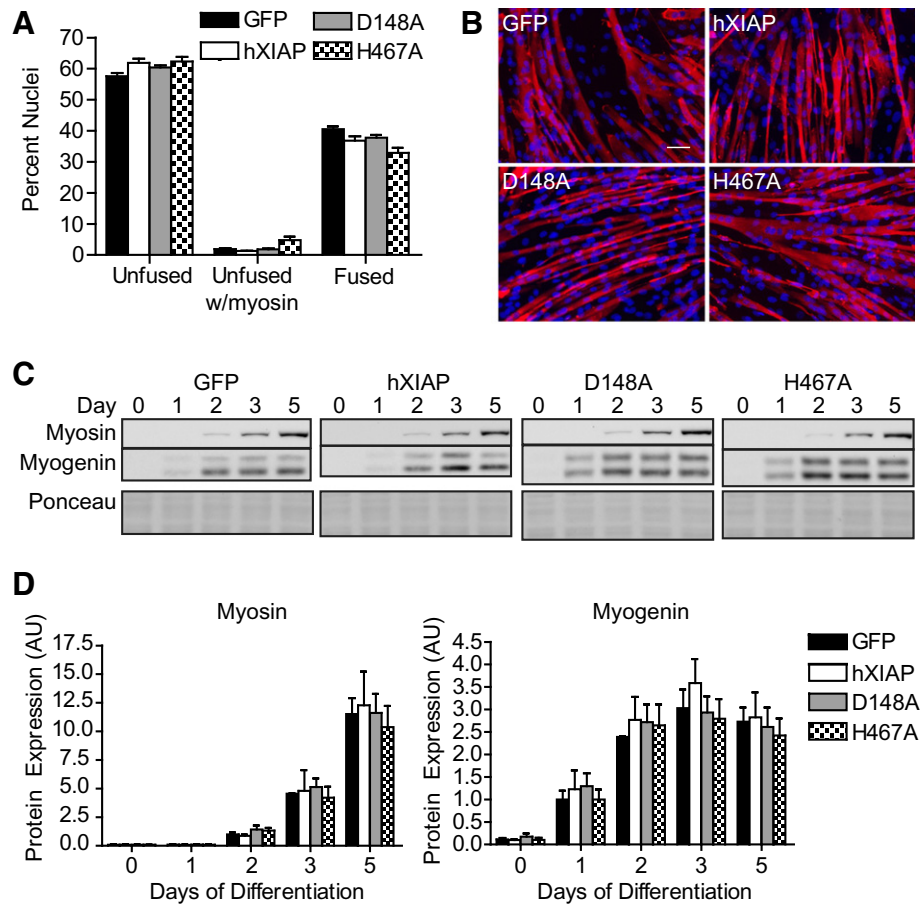 A
GFP
D148A
hXIAP
H467A
Percent Nuclei
70
60
50
40
30
20
10
0
Unfused
Unfused
w/myosin
Fused
B
GFP
hXIAP
D148A
H467A
C
GFP
hXIAP
D148A
H467A
Day 0 1 2 3 5 0 1 2 3 5 0 1 2 3 5 0 1 2 3 5
Myosin
Myogenin
Ponceau
D
Myosin
Protein Expression (AU)
17.5
15.0
12.5
10.0
7.5
5.0
2.5
0.0
0 1 2 3 5
Days of Differentiation
Myogenin
Protein Expression (AU)
4.5
4.0
3.5
3.0
2.5
2.0
1.5
1.0
0.5
0.0
0 1 2 3 5
Days of Differentiation
GFP
hXIAP
D148A
H467A